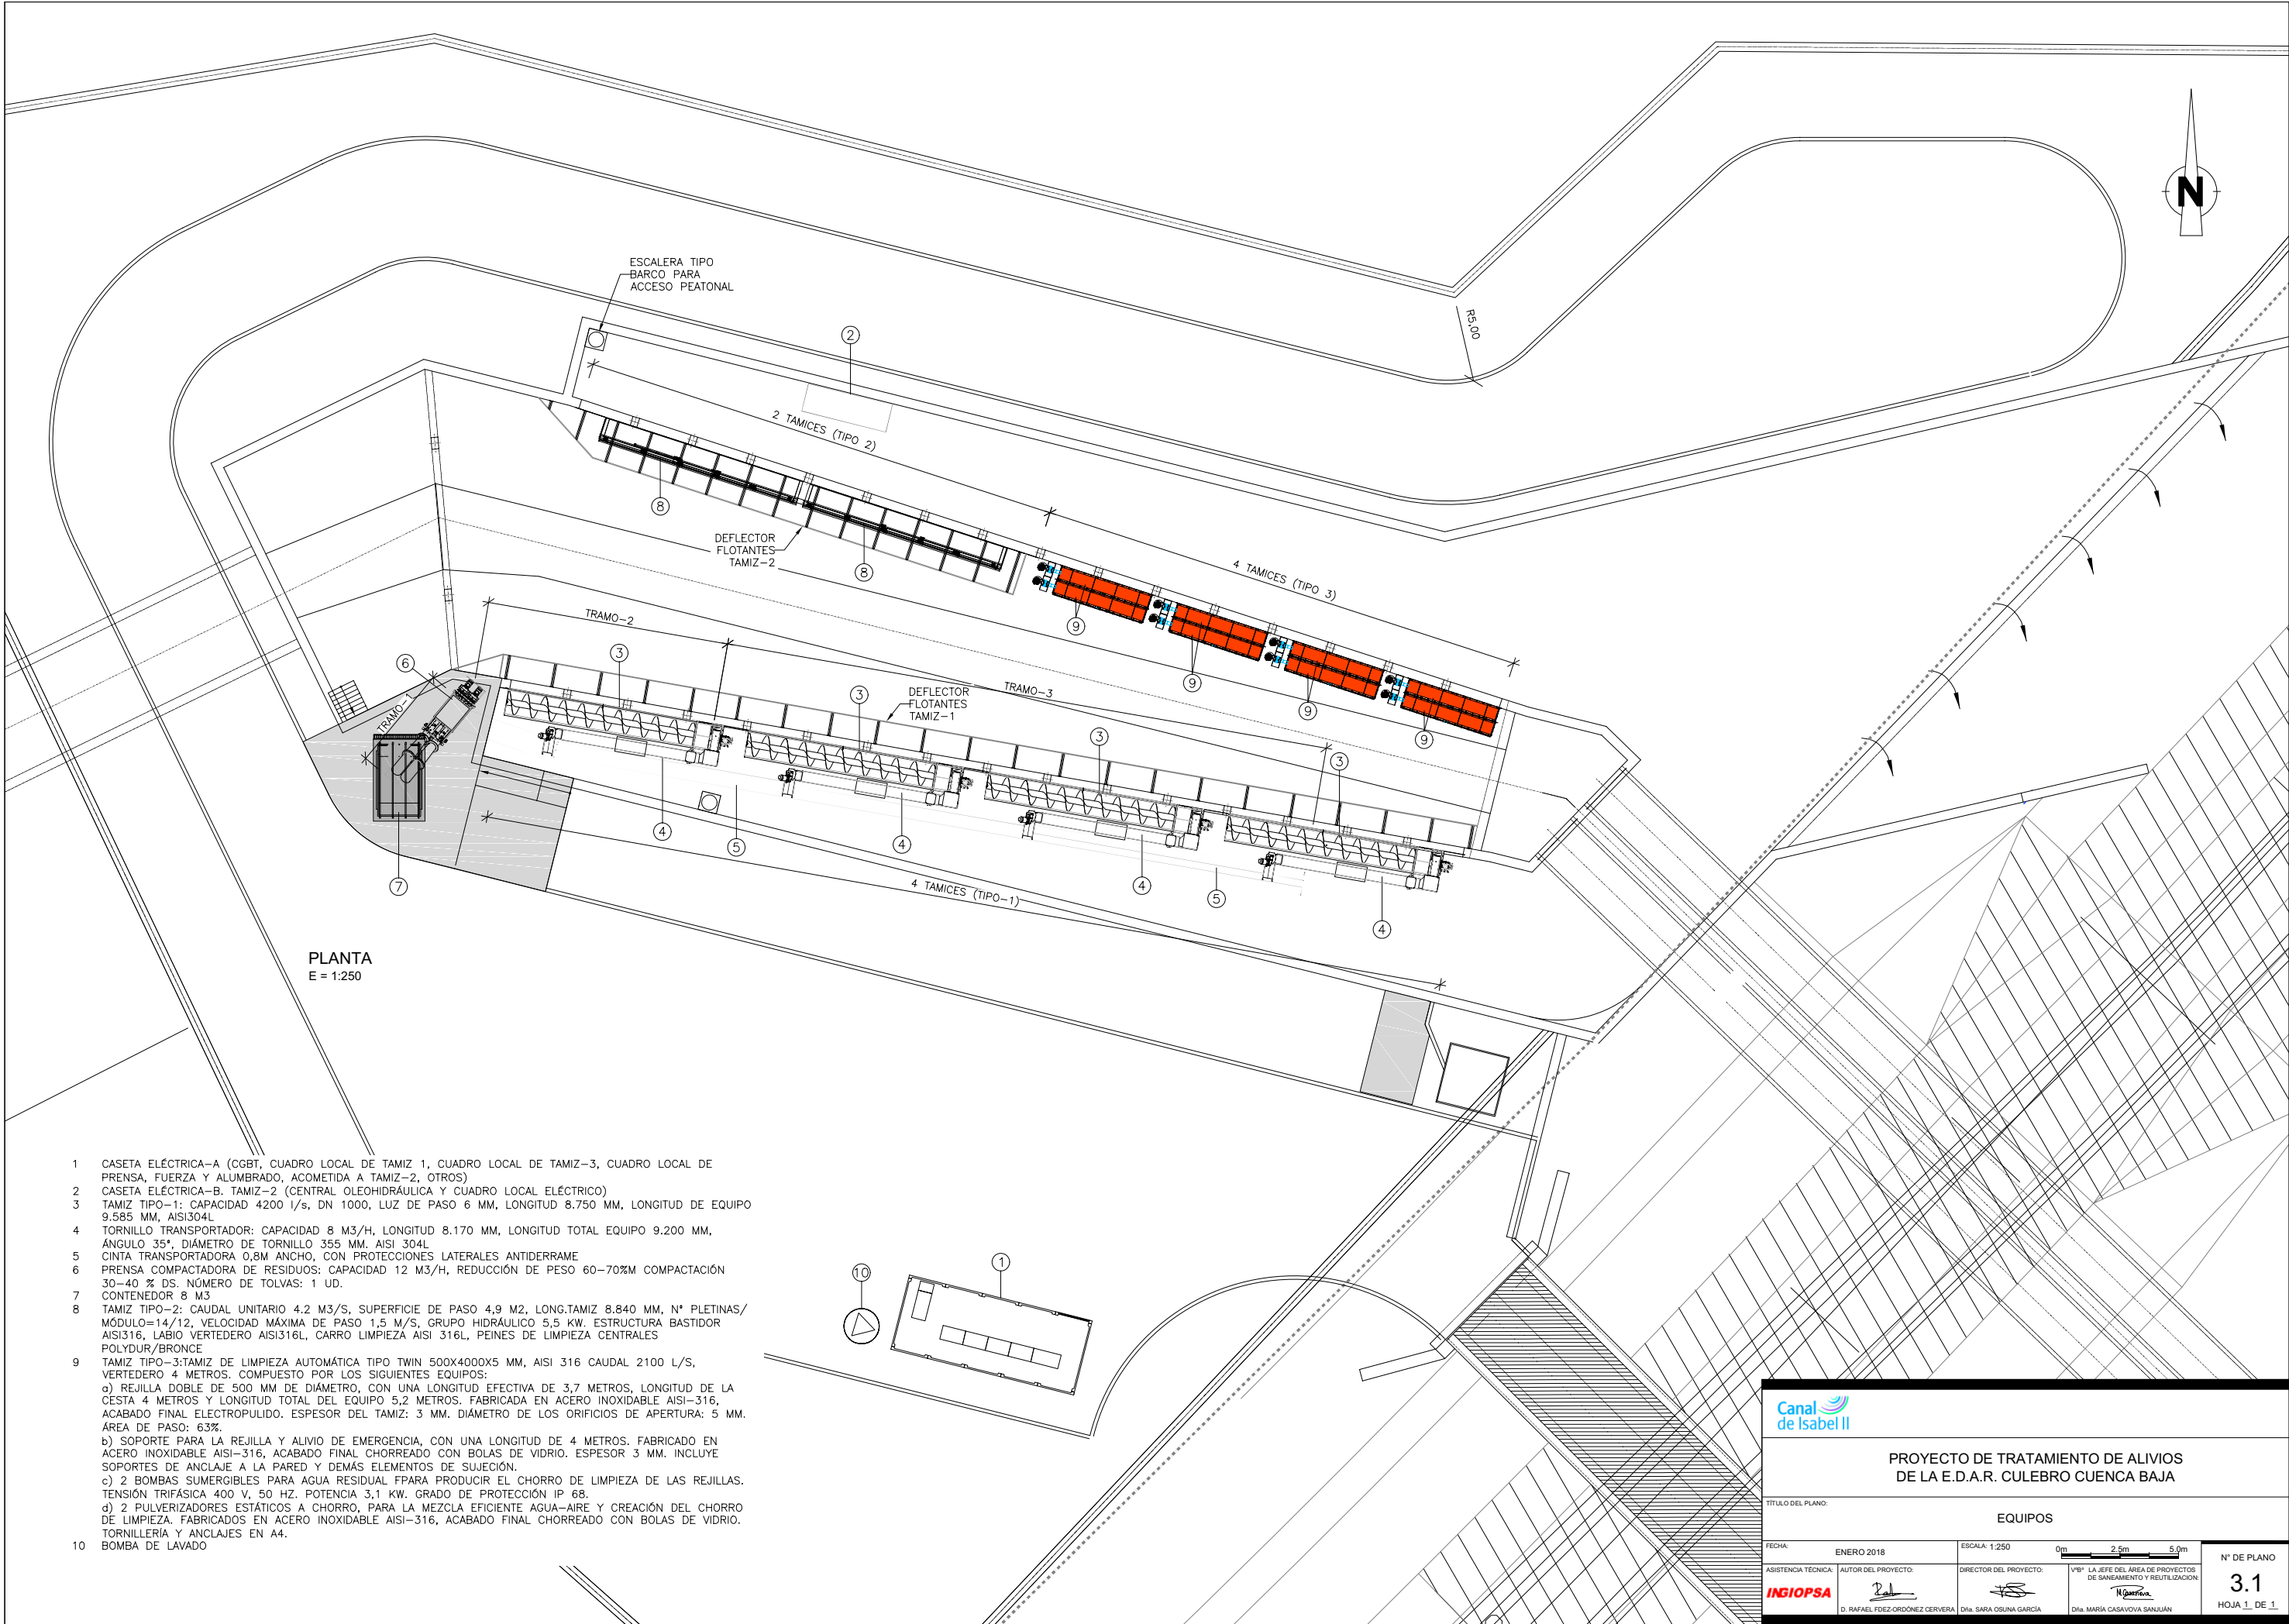 ESCALERA TIPO
BARCO PARA
ACCESO PEATONAL
2
R5,00
N
2 TAMICES (TIPO 2)
8
DEFLECTOR
FLOTANTES
TAMIZ-2
8
4 TAMICES (TIPO 3)
9
9
9
9
TRAMO-2
3
6
TRAMO-1
TRAMO-3
3
DEFLECTOR
FLOTANTES
TAMIZ-1
3
3
4
5
4
4
5
4
7
4 TAMICES (TIPO-1)
PLANTA
E = 1:250
1 CASETA ELÉCTRICA-A (CGBT, CUADRO LOCAL DE TAMIZ 1, CUADRO LOCAL DE TAMIZ-3, CUADRO LOCAL DE
PRENSA, FUERZA Y ALUMBRADO, ACOMETIDA A TAMIZ-2, OTROS)
2 CASETA ELÉCTRICA-B. TAMIZ-2 (CENTRAL OLEOHIDRÁULICA Y CUADRO LOCAL ELÉCTRICO)
3 TAMIZ TIPO-1: CAPACIDAD 4200 l/s, DN 1000, LUZ DE PASO 6 MM, LONGITUD 8.750 MM, LONGITUD DE EQUIPO
9.585 MM, AISI304L
4 TORNILLO TRANSPORTADOR: CAPACIDAD 8 M3/H, LONGITUD 8.170 MM, LONGITUD TOTAL EQUIPO 9.200 MM,
ÁNGULO 35°, DIÁMETRO DE TORNILLO 355 MM. AISI 304L
5 CINTA TRANSPORTADORA 0,8M ANCHO, CON PROTECCIONES LATERALES ANTIDERRAME
6 PRENSA COMPACTADORA DE RESIDUOS: CAPACIDAD 12 M3/H, REDUCCIÓN DE PESO 60-70%M COMPACTACIÓN
30-40 % DS. NÚMERO DE TOLVAS: 1 UD.
7 CONTENEDOR 8 M3
8 TAMIZ TIPO-2: CAUDAL UNITARIO 4.2 M3/S, SUPERFICIE DE PASO 4,9 M2, LONG.TAMIZ 8.840 MM, Nº PLETINAS/
MÓDULO=14/12, VELOCIDAD MÁXIMA DE PASO 1,5 M/S, GRUPO HIDRÁULICO 5,5 KW. ESTRUCTURA BASTIDOR
AISI316, LABIO VERTEDERO AISI316L, CARRO LIMPIEZA AISI 316L, PEINES DE LIMPIEZA CENTRALES
POLYDUR/BRONCE
9 TAMIZ TIPO-3:TAMIZ DE LIMPIEZA AUTOMÁTICA TIPO TWIN 500X4000X5 MM, AISI 316 CAUDAL 2100 L/S,
VERTEDERO 4 METROS. COMPUESTO POR LOS SIGUIENTES EQUIPOS:
a) REJILLA DOBLE DE 500 MM DE DIÁMETRO, CON UNA LONGITUD EFECTIVA DE 3,7 METROS, LONGITUD DE LA
CESTA 4 METROS Y LONGITUD TOTAL DEL EQUIPO 5,2 METROS. FABRICADA EN ACERO INOXIDABLE AISI-316,
ACABADO FINAL ELECTROPULIDO. ESPESOR DEL TAMIZ: 3 MM. DIÁMETRO DE LOS ORIFICIOS DE APERTURA: 5 MM.
ÁREA DE PASO: 63%.
b) SOPORTE PARA LA REJILLA Y ALIVIO DE EMERGENCIA, CON UNA LONGITUD DE 4 METROS. FABRICADO EN
ACERO INOXIDABLE AISI-316, ACABADO FINAL CHORREADO CON BOLAS DE VIDRIO. ESPESOR 3 MM. INCLUYE
SOPORTES DE ANCLAJE A LA PARED Y DEMÁS ELEMENTOS DE SUJECIÓN.
c) 2 BOMBAS SUMERGIBLES PARA AGUA RESIDUAL FPARA PRODUCIR EL CHORRO DE LIMPIEZA DE LAS REJILLAS.
TENSIÓN TRIFÁSICA 400 V, 50 HZ. POTENCIA 3,1 KW. GRADO DE PROTECCIÓN IP 68.
d) 2 PULVERIZADORES ESTÁTICOS A CHORRO, PARA LA MEZCLA EFICIENTE AGUA-AIRE Y CREACIÓN DEL CHORRO
DE LIMPIEZA. FABRICADOS EN ACERO INOXIDABLE AISI-316, ACABADO FINAL CHORREADO CON BOLAS DE VIDRIO.
TORNILLERÍA Y ANCLAJES EN A4.
10 BOMBA DE LAVADO
10
1
Canal
de Isabel II
PROYECTO DE TRATAMIENTO DE ALIVIOS
DE LA E.D.A.R. CULEBRO CUENCA BAJA
TÍTULO DEL PLANO:
EQUIPOS
FECHA:
ENERO 2018
ESCALA: 1:250
0m 2.5m 5.0m
Nº DE PLANO
3.1
HOJA 1 DE 1
ASISTENCIA TÉCNICA:
INGIOPSA
AUTOR DEL PROYECTO:
D. RAFAEL FDEZ-ORDÓÑEZ CERVERA
DIRECTOR DEL PROYECTO:
Dña. SARA OSUNA GARCÍA
VºBº LA JEFE DEL ÁREA DE PROYECTOS
DE SANEAMIENTO Y REUTILIZACION:
Dña. MARÍA CASAVOVA SANJUÁN